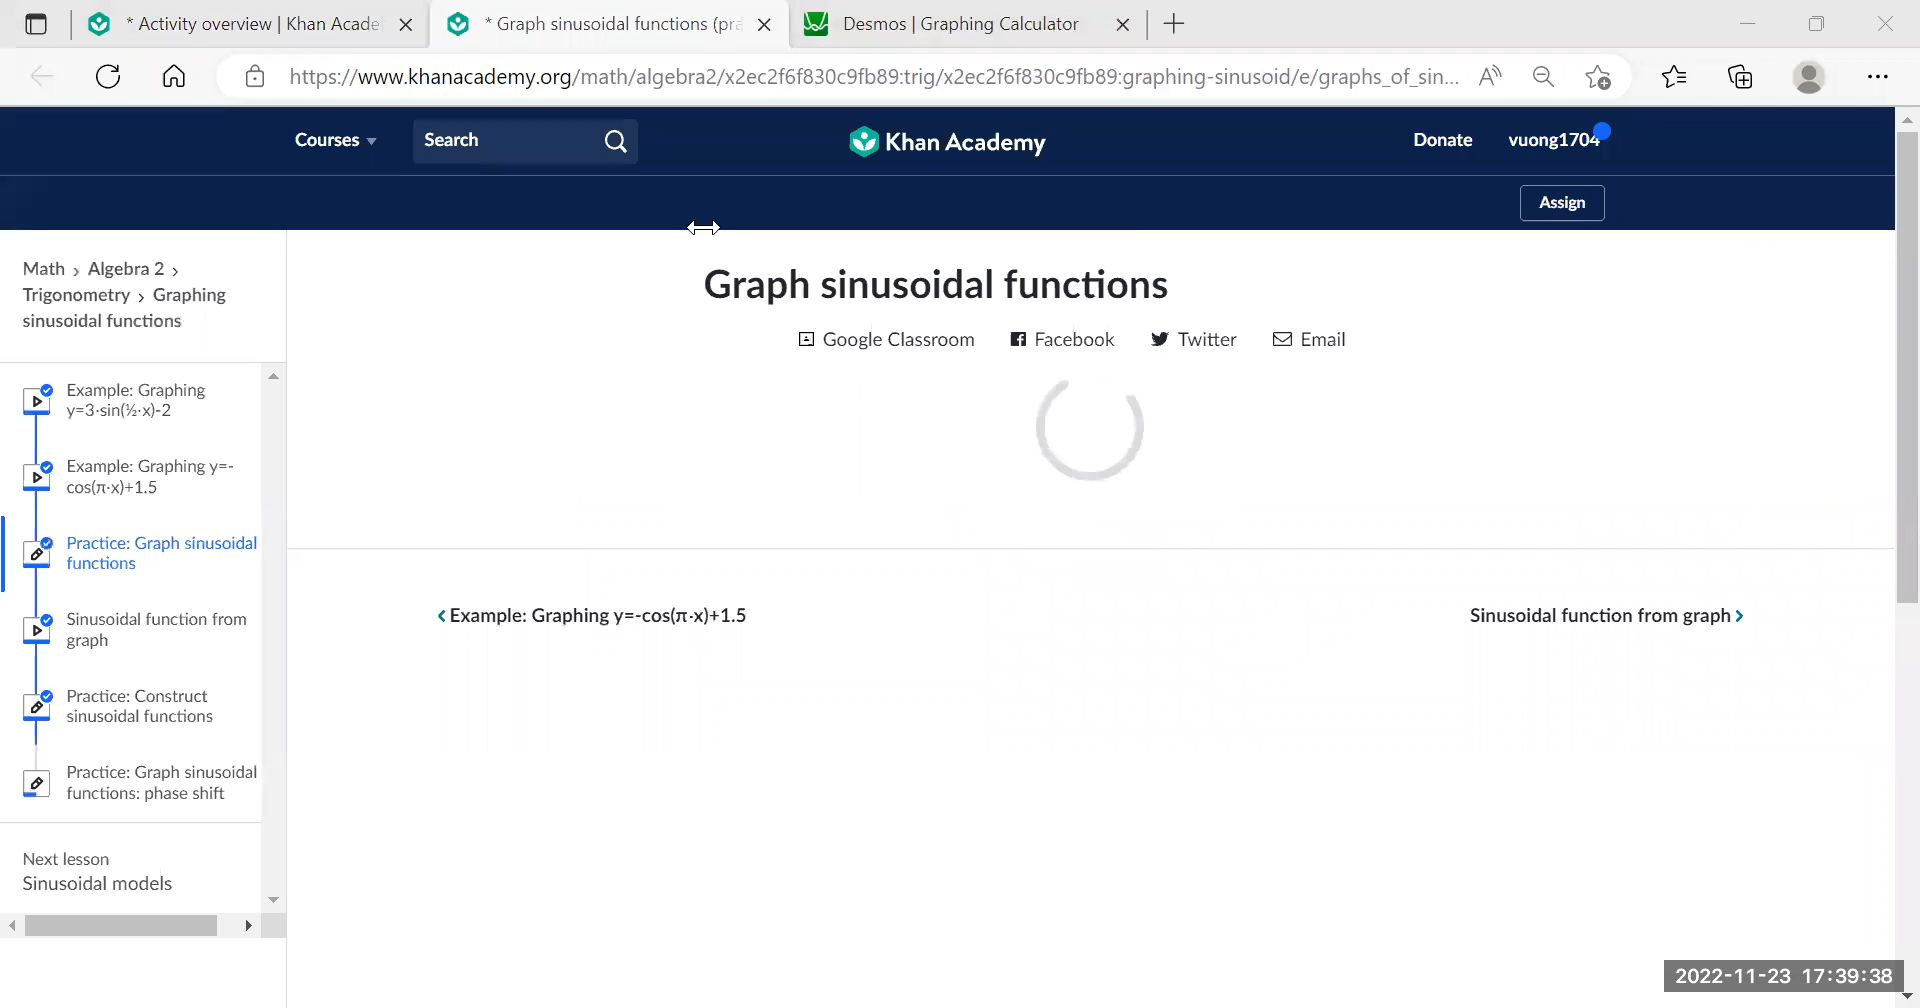 * Activity overview | Khan Acade
* Graph sinusoidal functions (pra
Desmos | Graphing Calculator
https://www.khanacademy.org/math/algebra2/x2ec2f6f830c9fb89:trig/x2ec2f6f830c9fb89:graphing-sinusoid/e/graphs_of_sin...
Courses
Search
Khan Academy
Donate
vuong1704
Assign
Math › Algebra 2 ›
Trigonometry › Graphing
sinusoidal functions
Graph sinusoidal functions
Google Classroom
Facebook
Twitter
Email
Example: Graphing
y=3·sin(½·x)-2
Example: Graphing y=-
cos(π·x)+1.5
Practice: Graph sinusoidal
functions
Sinusoidal function from
graph
Practice: Construct
sinusoidal functions
Practice: Graph sinusoidal
functions: phase shift
Next lesson
Sinusoidal models
‹ Example: Graphing y=-cos(π·x)+1.5
Sinusoidal function from graph ›
2022-11-23 17:39:38